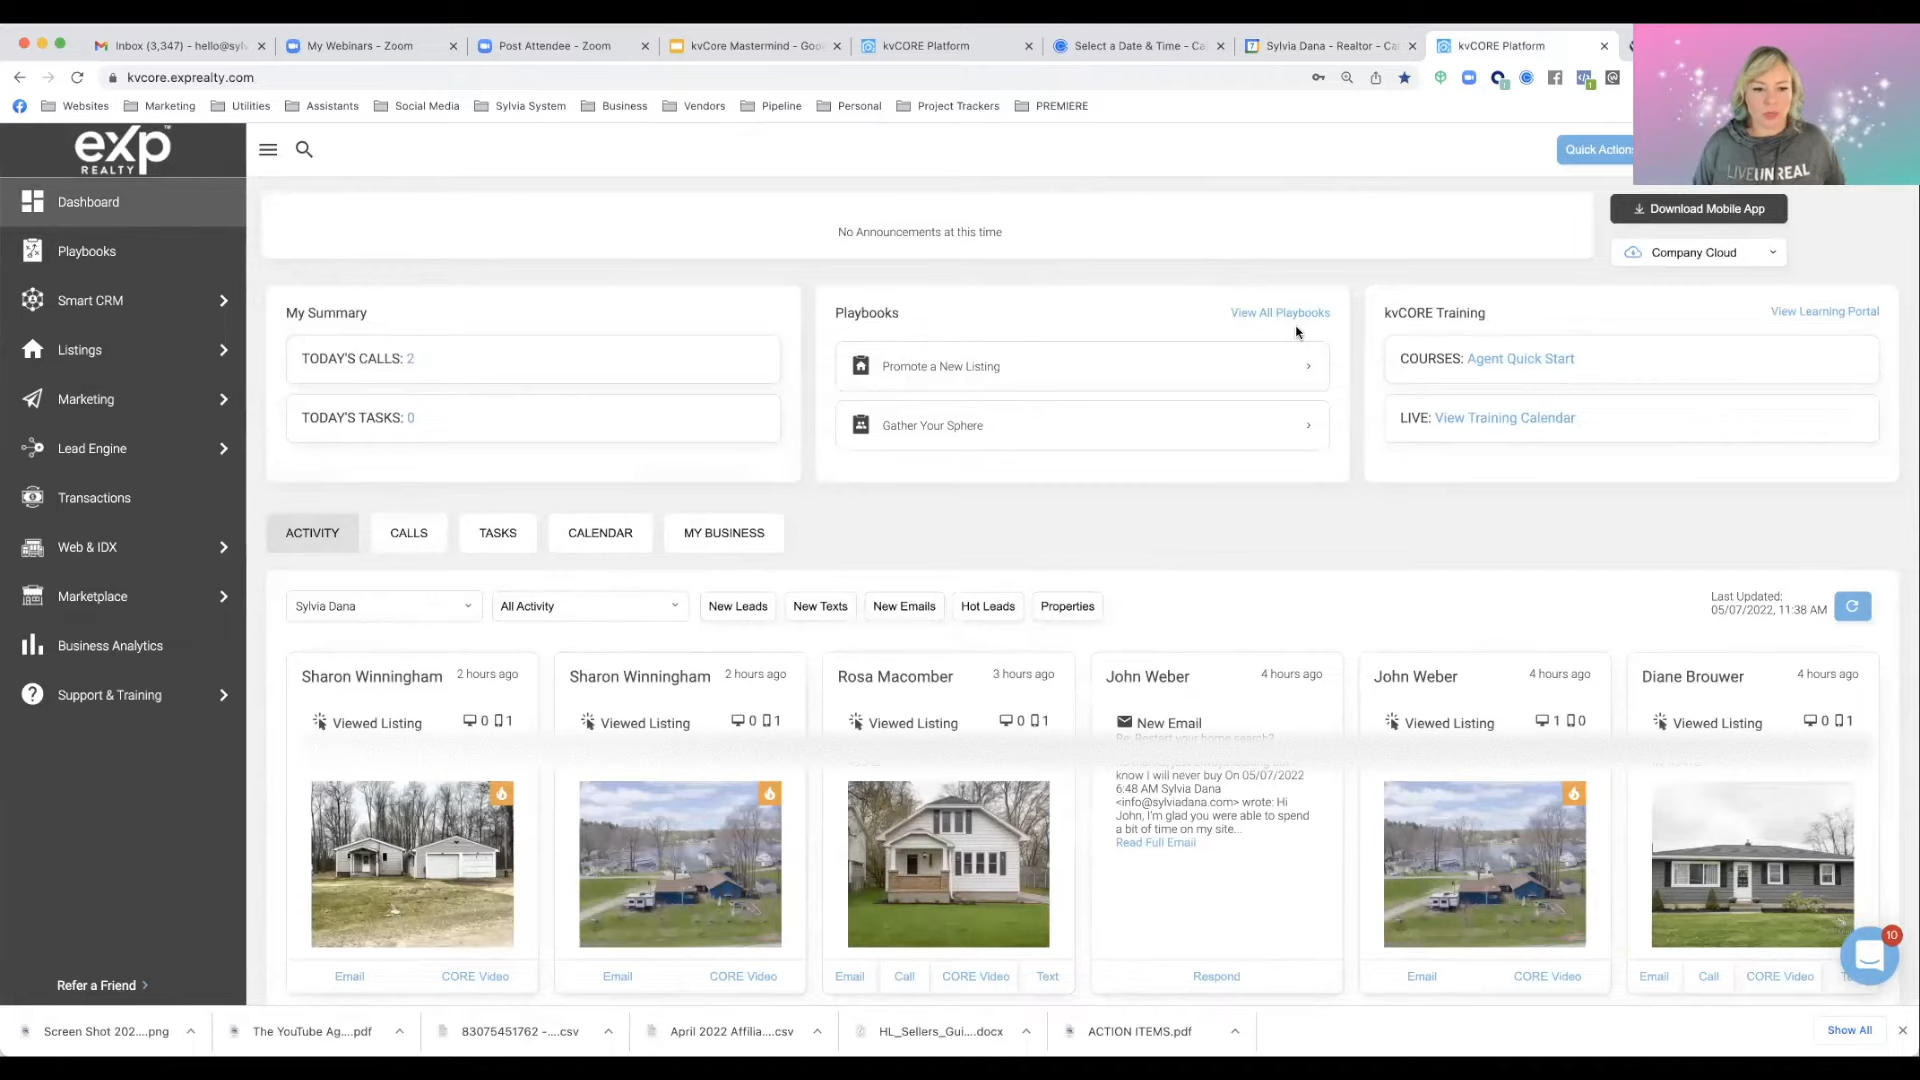 Inbox (3,347) - hello@syl
My Webinars - Zoom
Post Attendee - Zoom
kvCore Mastermind - Goo
kvCORE Platform
Select a Date & Time - Ca
Sylvia Dana - Realtor - Ca
kvCORE Platform
kvcore.exprealty.com
Websites
Marketing
Utilities
Assistants
Social Media
Sylvia System
Business
Vendors
Pipeline
Personal
Project Trackers
PREMIERE
LIVEUNREAL
exp
REALTY
Quick Actions
Dashboard
Playbooks
Smart CRM
Listings
Marketing
Lead Engine
Transactions
Web & IDX
Marketplace
Business Analytics
Support & Training
Refer a Friend
No Announcements at this time
Download Mobile App
Company Cloud
My Summary
TODAY'S CALLS: 2
TODAY'S TASKS: 0
Playbooks
View All Playbooks
Promote a New Listing
Gather Your Sphere
kvCORE Training
View Learning Portal
COURSES: Agent Quick Start
LIVE: View Training Calendar
ACTIVITY
CALLS
TASKS
CALENDAR
MY BUSINESS
Sylvia Dana
All Activity
New Leads
New Texts
New Emails
Hot Leads
Properties
Last Updated:
05/07/2022, 11:38 AM
Sharon Winningham 2 hours ago
Viewed Listing 0 1
Email CORE Video
Sharon Winningham 2 hours ago
Viewed Listing 0 1
Email CORE Video
Rosa Macomber 3 hours ago
Viewed Listing 0 1
Email Call CORE Video Text
John Weber 4 hours ago
New Email
Re: Restart your home search?
know I will never buy On 05/07/2022
6:48 AM Sylvia Dana
<info@sylviadana.com> wrote: Hi
John, I'm glad you were able to spend
a bit of time on my site...
Read Full Email
Respond
John Weber 4 hours ago
Viewed Listing 1 0
Email CORE Video
Diane Brouwer 4 hours ago
Viewed Listing 0 1
Email Call CORE Video
10
Screen Shot 202....png
The YouTube Ag....pdf
83075451762 -....csv
April 2022 Affilia....csv
HL_Sellers_Gui....docx
ACTION ITEMS.pdf
Show All